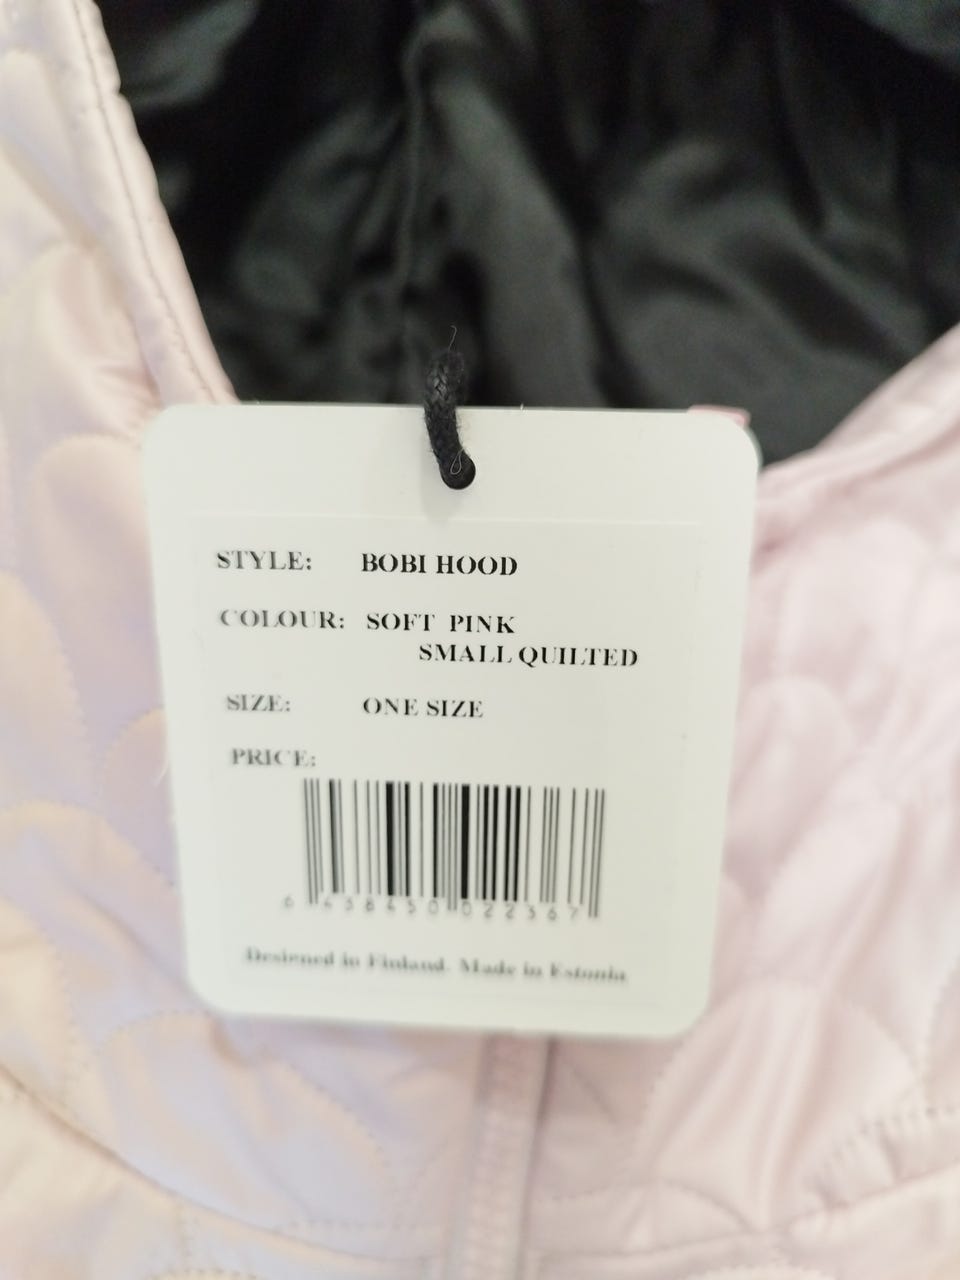 STYLE: BOBI HOOD
COLOUR: SOFT PINK
SMALL QUILTED
SIZE: ONE SIZE
PRICE:
6 438450 022367
Designed in Finland. Made in Estonia